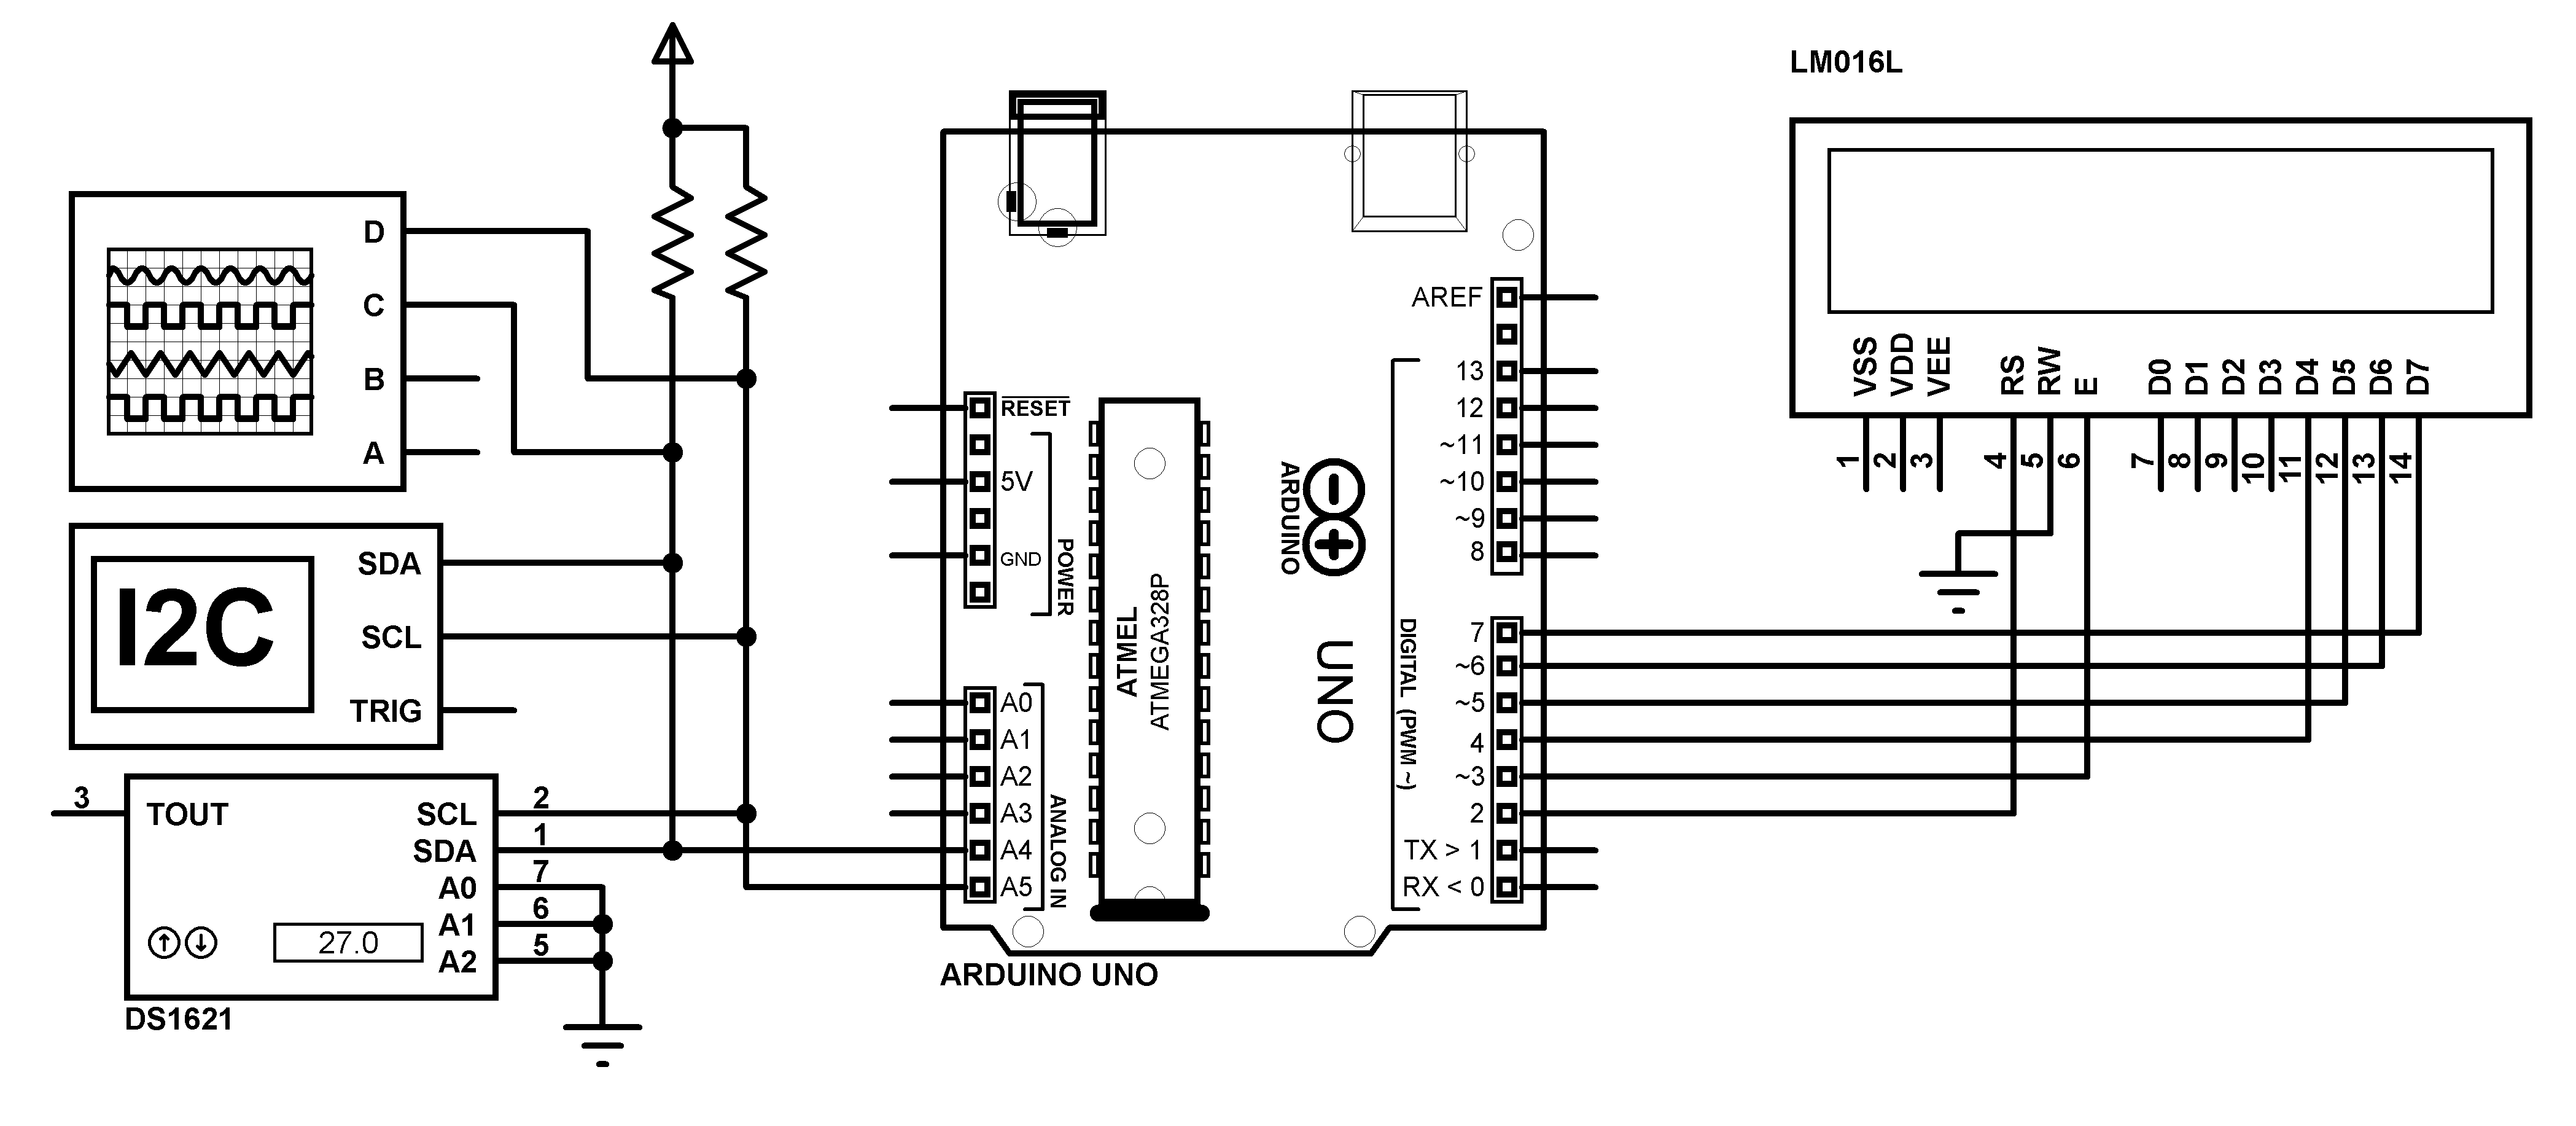 LM016L
D
C
B
A
I2C
SDA
SCL
TRIG
3
TOUT
SCL 2
SDA 1
A0 7
A1 6
A2 5
27.0
DS1621
RESET
5V
GND
POWER
A0
A1
A2
A3
A4
A5
ANALOG IN
ATMEL
ATMEGA328P
ARDUINO
UNO
AREF
13
12
~11
~10
~9
8
7
~6
~5
4
~3
2
TX > 1
RX < 0
DIGITAL (PWM ~)
ARDUINO UNO
VSS VDD VEE RS RW E D0 D1 D2 D3 D4 D5 D6 D7
1 2 3 4 5 6 7 8 9 10 11 12 13 14